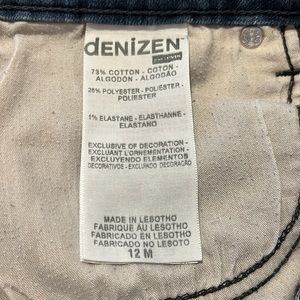 DENiZEN
73% COTTON - COTON -
ALGODÓN - ALGODÃO
26% POLYESTER - POLIÉSTER -
POLIESTER
1% ELASTANE - ELASTHANNE -
ELASTANO
EXCLUSIVE OF DECORATION -
EXCLUANT L'ORNEMENTATION -
EXCLUYENDO ELEMENTOS
DECORATIVOS - EXCLUINDO DECORAÇÃO
MADE IN LESOTHO
FABRIQUÉ AU LESOTHO
FABRICADO EN LESOTHO
FABRICADO NO LESOTO
12 M